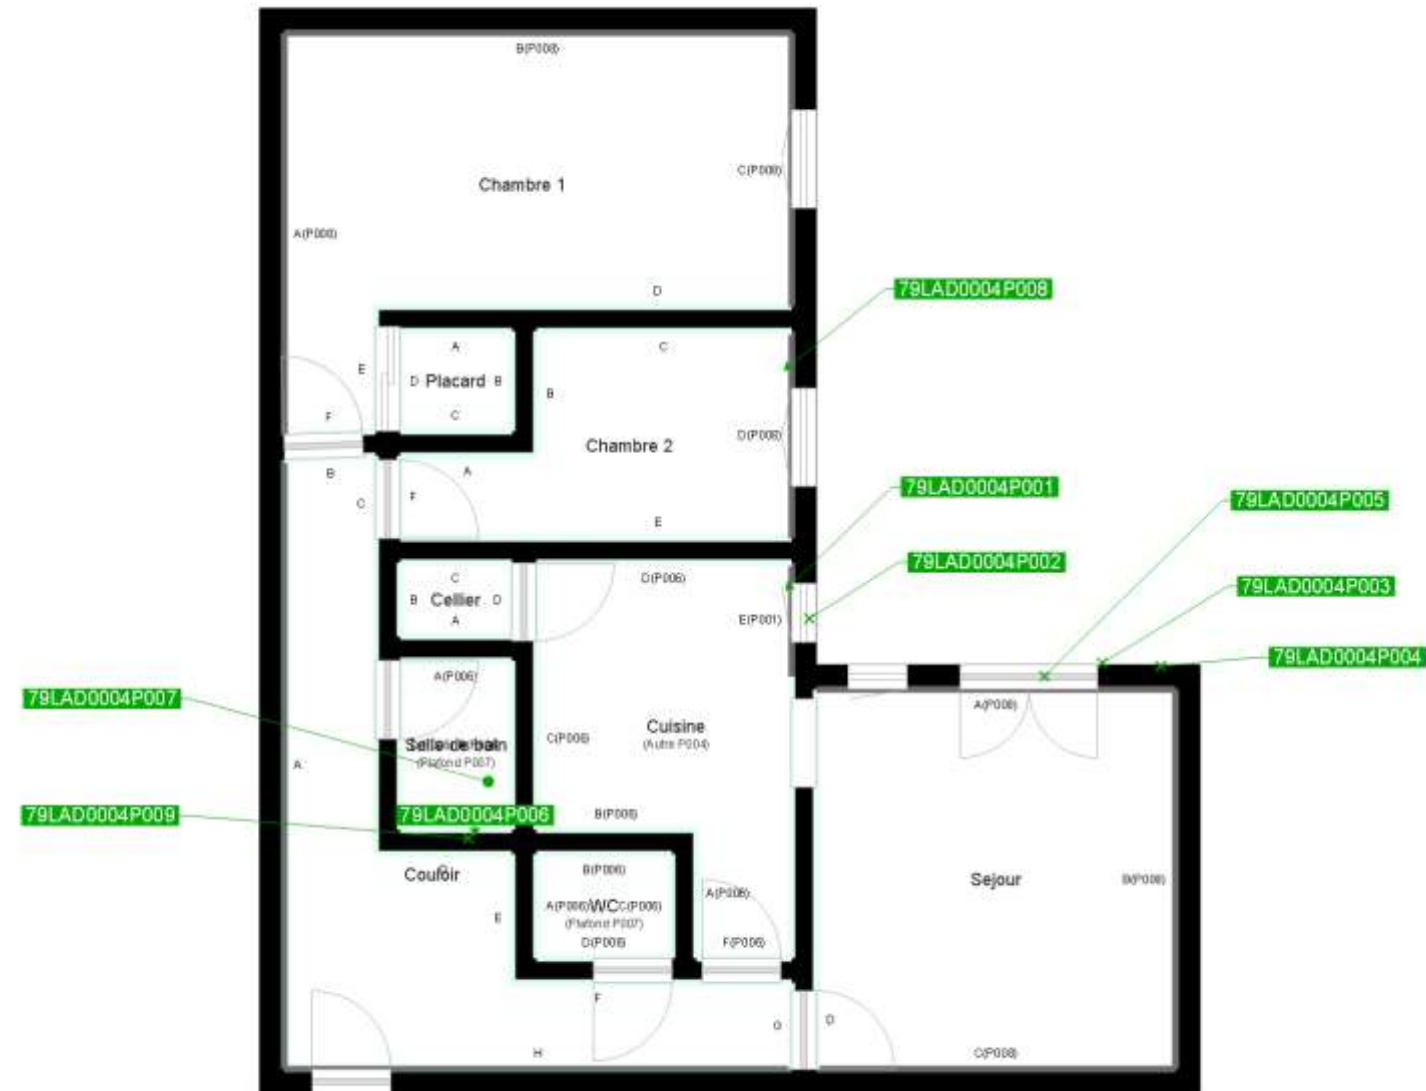 B(P008)
C(P008)
Chambre 1
A(P008)
79LAD0004P008
D
A
C
E
D
Placard
B
B
C
F
Chambre 2
D(P008)
B
A
79LAD0004P001
79LAD0004P005
C
F
E
79LAD0004P002
C
D(P006)
79LAD0004P003
B
Cellier
D
A
E(P001)
79LAD0004P004
A(P006)
79LAD0004P007
A(P008)
Cuisine
C(P006)
(Autre P004)
Salle de bain
(Plafond P007)
A
79LAD0004P009
79LAD0004P006
B(P006)
Couloir
B(P006)
Sejour
B(P008)
A(P006)
A(P006)
WC
C(P006)
E
(Plafond P007)
D(P006)
F(P006)
F
G
D
H
C(P008)